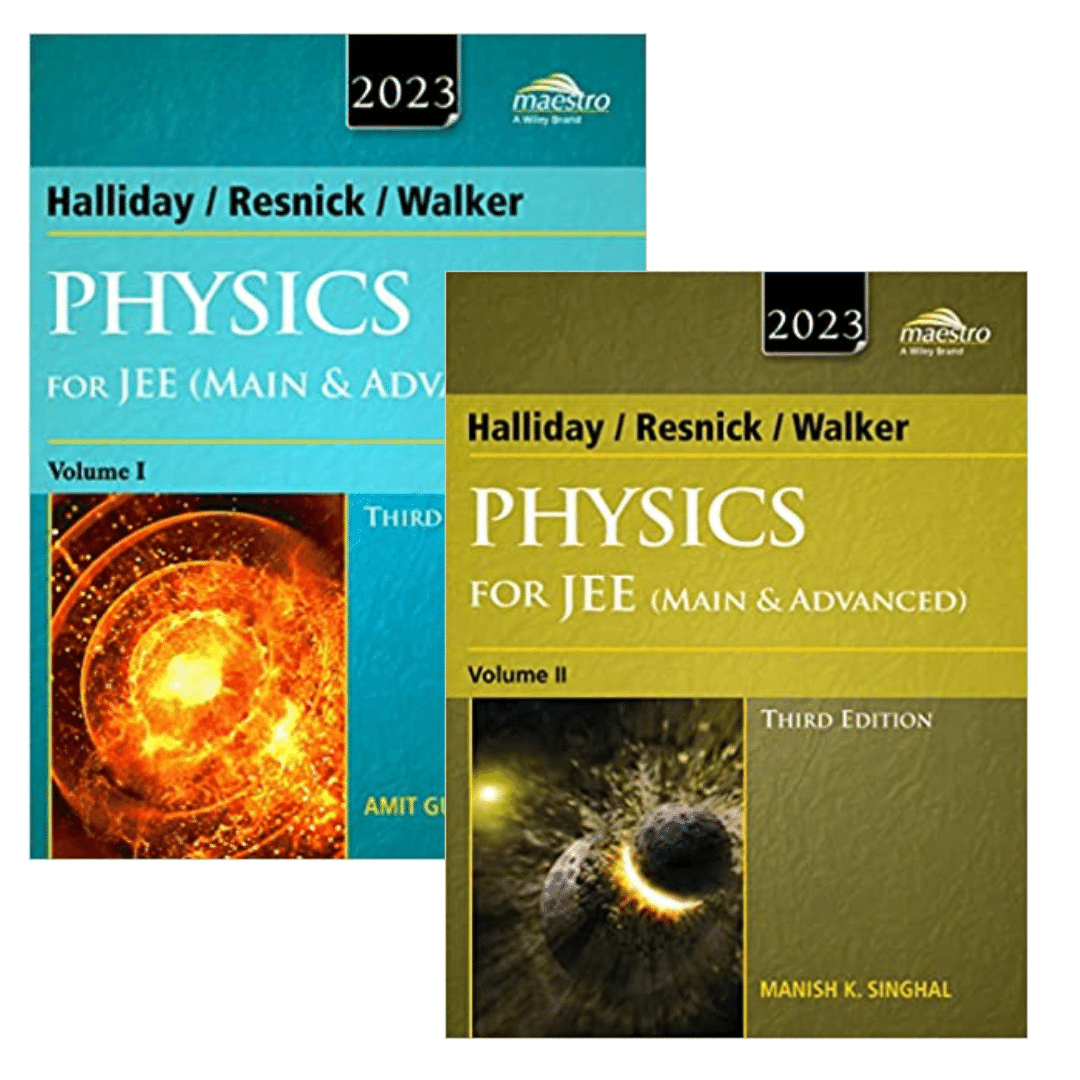 2023
maestro
A Wiley Brand
Halliday / Resnick / Walker
PHYSICS
FOR JEE (MAIN & ADVA
Volume I
THIRD
AMIT GU
2023
maestro
A Wiley Brand
Halliday / Resnick / Walker
PHYSICS
FOR JEE (MAIN & ADVANCED)
Volume II
THIRD EDITION
MANISH K. SINGHAL